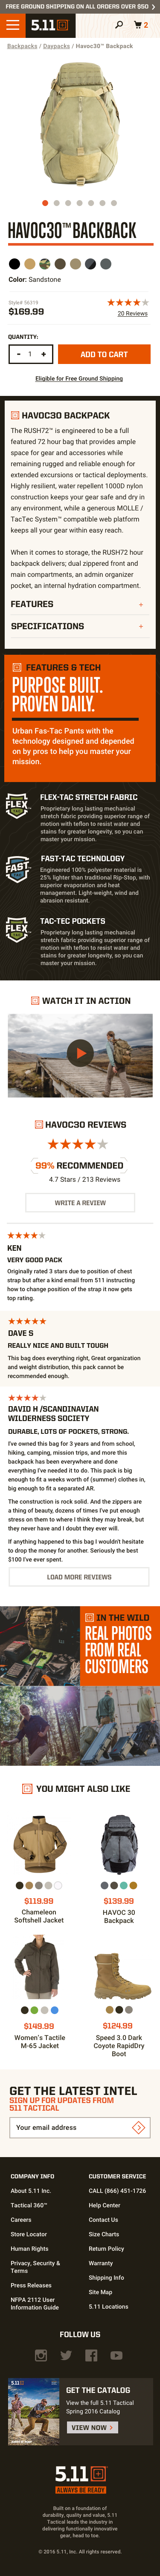 FREE GROUND SHIPPING ON ALL ORDERS OVER $50
5.11
2
Backpacks / Daypacks / Havoc30™ Backpack
HAVOC30™ BACKPACK
Color: Sandstone
Style# 56319
$169.99
20 Reviews
QUANTITY:
- 1 +
ADD TO CART
Eligible for Free Ground Shipping
HAVOC30 BACKPACK
The RUSH72™ is engineered to be a full
featured 72 hour bag that provides ample
space for gear and accessories while
remaining rugged and reliable enough for
extended excursions or tactical operations.
Highly resilient, water repellent 1000D nylon
construction keeps your gear safe and dry in
any environment, while a generous MOLLE /
TacTec System™ compatible web platform
keeps all your gear within easy reach.
When it comes to storage, the RUSH72 hour
backpack delivers; dual zippered front and
main compartments, an admin organizer
pocket, an internal hydration compartment.
FEATURES +
SPECIFICATIONS +
FEATURES & TECH
PURPOSE BUILT.
PROVEN DAILY.
Urban Fas-Tac Pants with the
technology designed and depended
on by pros to help you master your
mission.
FLEX
FLEX-TAC STRETCH FABRIC
Proprietary long lasting mechanical
stretch fabric providing superior range of
motion with teflon to resist water and
stains for greater longevity, so you can
master your mission.
FAST
FAST-TAC TECHNOLOGY
Engineered 100% polyester material is
25% lighter than traditional Rip-Stop, with
superior evaporation and heat
management. Light-weight, wind and
abrasion resistant.
FLEX
TAC-TEC POCKETS
Proprietary long lasting mechanical
stretch fabric providing superior range of
motion with teflon to resist water and
stains for greater longevity, so you can
master your mission.
WATCH IT IN ACTION
HAVOC30 REVIEWS
99% RECOMMENDED
4.7 Stars / 213 Reviews
WRITE A REVIEW
KEN
VERY GOOD PACK
Originally rated 3 stars due to position of chest
strap but after a kind email from 511 instructing
how to change position of the strap it now gets
top rating.
DAVE S
REALLY NICE AND BUILT TOUGH
This bag does everything right, Great organization
and weight distribution, this pack cannot be
recommended enough.
DAVID H /SCANDINAVIAN
WILDERNESS SOCIETY
DURABLE, LOTS OF POCKETS, STRONG.
I've owned this bag for 3 years and from school,
hiking, camping, mission trips, and more this
backpack has been everywhere and done
everything I've needed it to do. This pack is big
enough to fit a weeks worth of (summer) clothes in,
big enough to fit a separated AR.
The construction is rock solid. And the zippers are
a thing of beauty. I've put enough of a strain on
some of them to where I think they may break, but
they never have and I doubt they ever will.
If anything happened to this bag I wouldn't hesitate
to drop the money for another. Seriously the best
$100 I've ever spent.
LOAD MORE REVIEWS
IN THE WILD
REAL PHOTOS
FROM REAL
CUSTOMERS
YOU MIGHT ALSO LIKE
$119.99
Chameleon
Softshell Jacket
$139.99
HAVOC 30
Backpack
$149.99
Women's Tactile
M-65 Jacket
$124.99
Speed 3.0 Dark
Coyote RapidDry
Boot
GET THE LATEST INTEL
SIGN UP FOR UPDATES FROM
511 TACTICAL
Your email address
COMPANY INFO
About 5.11 Inc.
Tactical 360™
Careers
Store Locator
Human Rights
Privacy, Security &
Terms
Press Releases
NFPA 2112 User
Information Guide
CUSTOMER SERVICE
CALL (866) 451-1726
Help Center
Contact Us
Size Charts
Return Policy
Warranty
Shipping Info
Site Map
5.11 Locations
FOLLOW US
5.11
GET THE CATALOG
View the full 5.11 Tactical
Spring 2016 Catalog
VIEW NOW
5.11
ALWAYS BE READY
Built on a foundation of
durability, quality and value, 5.11
Tactical leads the industry in
delivering functionally innovative
gear, head to toe.
© 2016 5.11, Inc. All rights reserved.